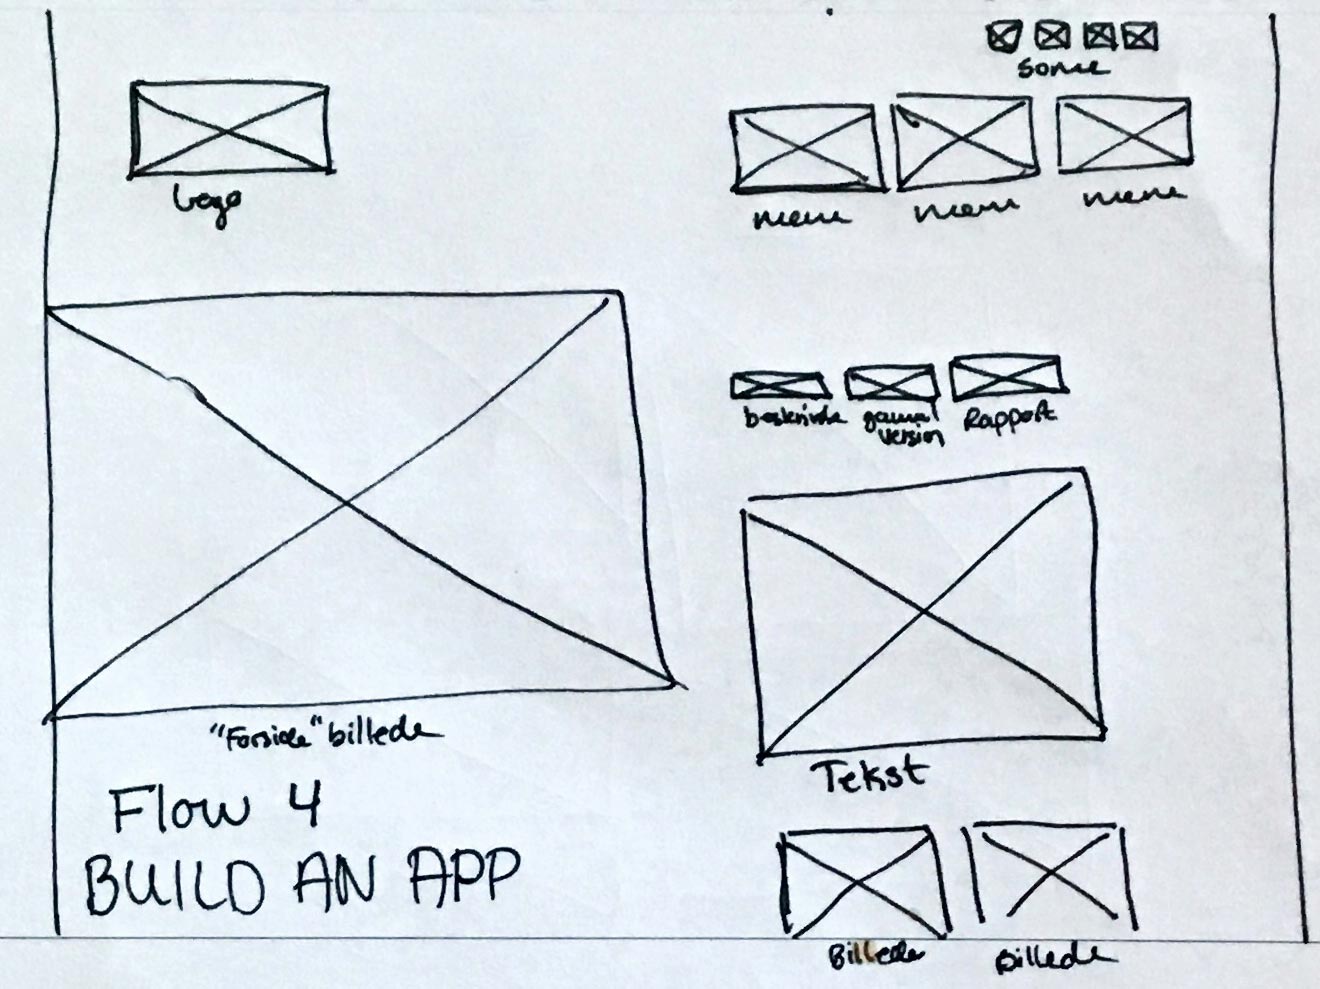 some
Logo
menu
menu
menu
beskrivelse
gammel
version
Rapport
"Forside" billede
Tekst
Flow 4
BUILD AN APP
Billede
Billede